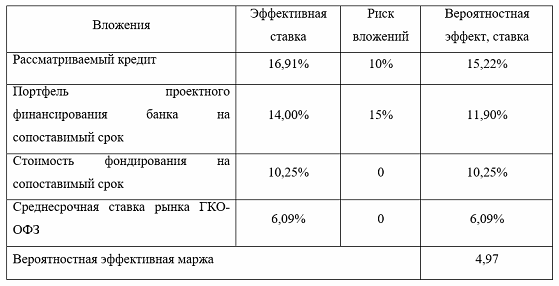 Вложения
Эффективная
ставка
Риск
вложений
Вероятностная
эффект, ставка
Рассматриваемый кредит
16,91%
10%
15,22%
Портфель проектного
финансирования банка на
сопоставимый срок
14,00%
15%
11,90%
Стоимость фондирования на
сопоставимый срок
10,25%
0
10,25%
Среднесрочная ставка рынка ГКО-
ОФЗ
6,09%
0
6,09%
Вероятностная эффективная маржа
4,97